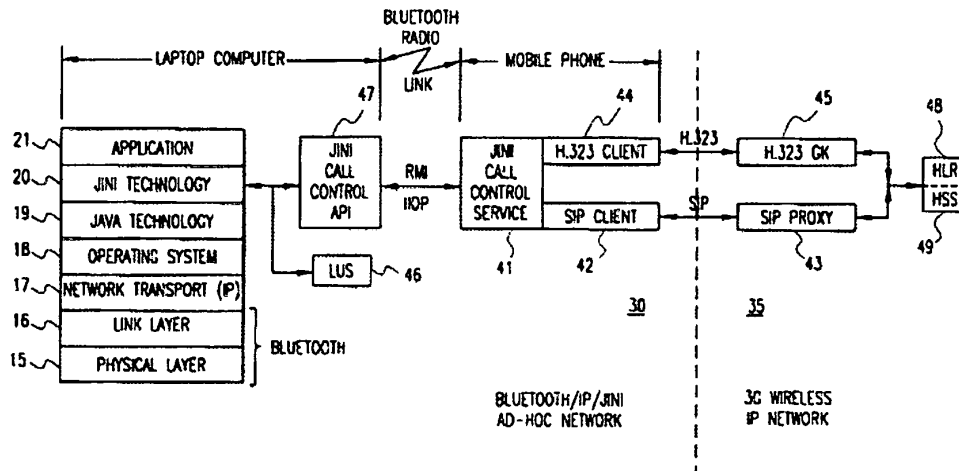 BLUETOOTH
RADIO
LINK
LAPTOP COMPUTER
MOBILE PHONE
47
44
45
48
21
APPLICATION
20
JINI TECHNOLOGY
19
JAVA TECHNOLOGY
18
OPERATING SYSTEM
17
NETWORK TRANSPORT (IP)
16
LINK LAYER
15
PHYSICAL LAYER
BLUETOOTH
JINI
CALL
CONTROL
API
LUS
46
RMI
IIOP
JINI
CALL
CONTROL
SERVICE
41
H.323 CLIENT
SIP CLIENT
42
H.323
SIP
H.323 GK
SIP PROXY
43
HLR
HSS
49
30
35
BLUETOOTH/IP/JINI
AD-HOC NETWORK
3G WIRELESS
IP NETWORK